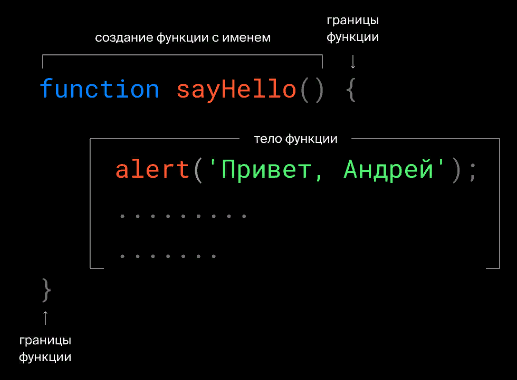 границы
функции
создание функции с именем
function sayHello() {
тело функции
alert('Привет, Андрей');
.........
.......
}
границы
функции